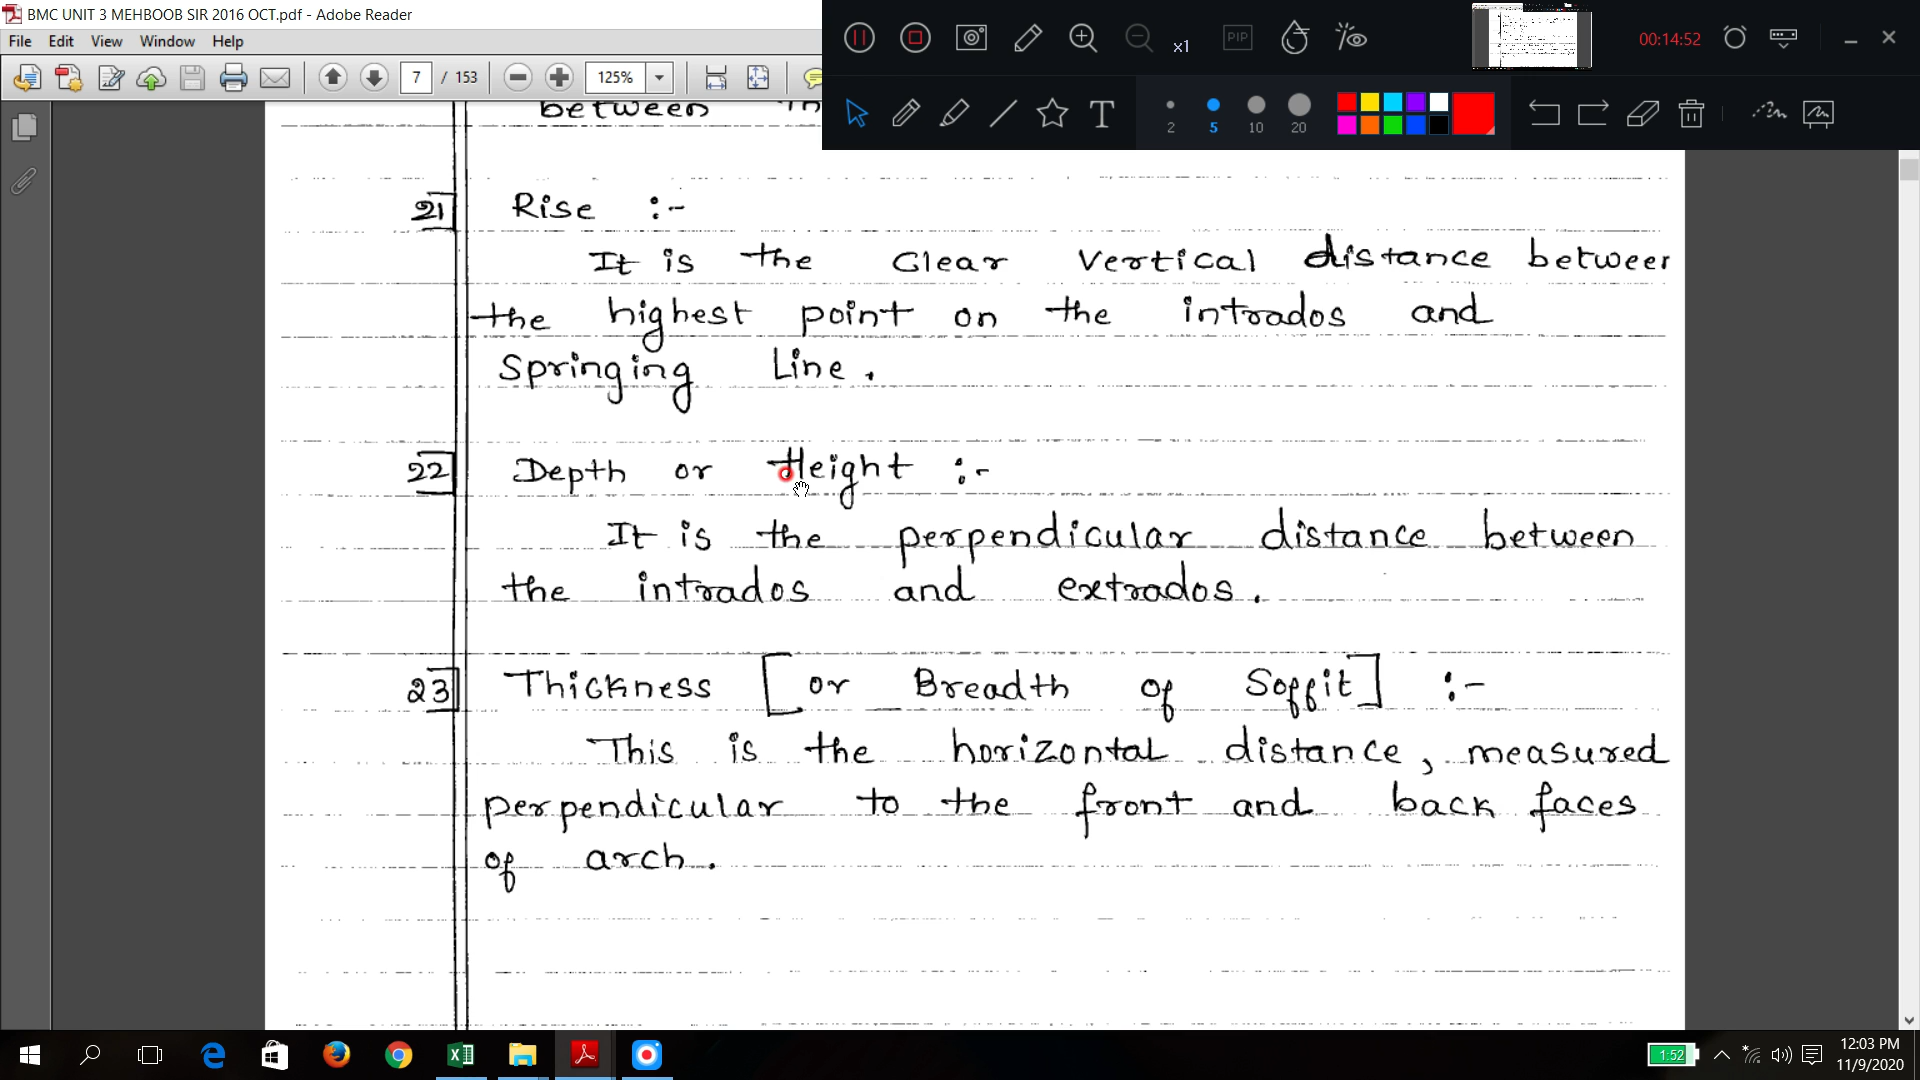 BMC UNIT 3 MEHBOOB SIR 2016 OCT.pdf - Adobe Reader
File Edit View Window Help
7 / 153 125%
x1 PIP 00:14:52
2 5 10 20
between in
21 Rise :-
It is the Clear Vertical distance between
the highest point on the intrados and
Springing Line.
22 Depth or Height :-
It is the perpendicular distance between
the intrados and extrados.
23 Thickness [or Breadth of Soffit] :-
This is the horizontal distance, measured
perpendicular to the front and back faces
of arch.
1:52
12:03 PM
11/9/2020